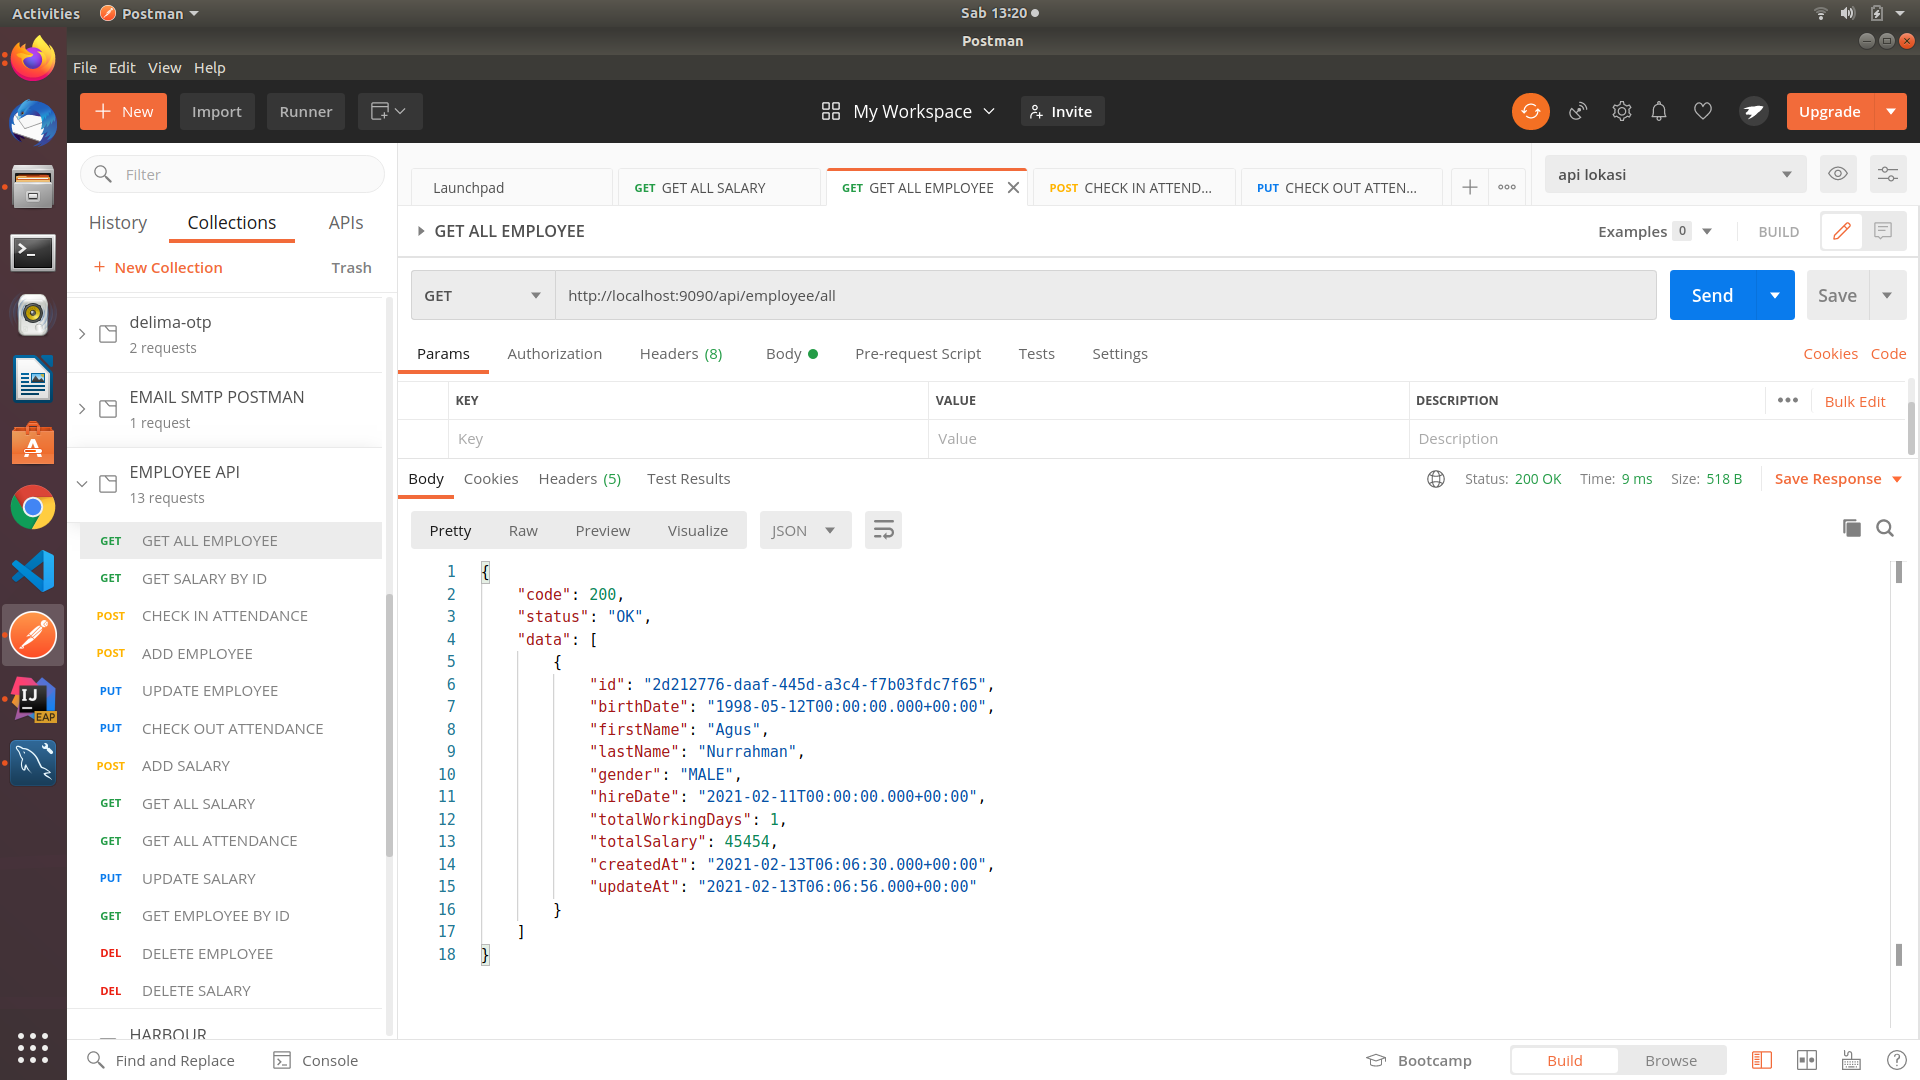 Activities
Postman
Sab 13:20
Postman
File Edit View Help
New
Import
Runner
My Workspace
Invite
Upgrade
Filter
History
Collections
APIs
New Collection
Trash
delima-otp
2 requests
EMAIL SMTP POSTMAN
1 request
EMPLOYEE API
13 requests
GET GET ALL EMPLOYEE
GET GET SALARY BY ID
POST CHECK IN ATTENDANCE
POST ADD EMPLOYEE
PUT UPDATE EMPLOYEE
PUT CHECK OUT ATTENDANCE
POST ADD SALARY
GET GET ALL SALARY
GET GET ALL ATTENDANCE
PUT UPDATE SALARY
GET GET EMPLOYEE BY ID
DEL DELETE EMPLOYEE
DEL DELETE SALARY
HARBOUR
Launchpad
GET GET ALL SALARY
GET GET ALL EMPLOYEE
POST CHECK IN ATTEND...
PUT CHECK OUT ATTEN...
api lokasi
GET ALL EMPLOYEE
Examples 0
BUILD
GET
http://localhost:9090/api/employee/all
Send
Save
Params
Authorization
Headers (8)
Body
Pre-request Script
Tests
Settings
Cookies
Code
KEY
VALUE
DESCRIPTION
Bulk Edit
Key
Value
Description
Body
Cookies
Headers (5)
Test Results
Status: 200 OK
Time: 9 ms
Size: 518 B
Save Response
Pretty
Raw
Preview
Visualize
JSON
1 {
2 "code": 200,
3 "status": "OK",
4 "data": [
5 {
6 "id": "2d212776-daaf-445d-a3c4-f7b03fdc7f65",
7 "birthDate": "1998-05-12T00:00:00.000+00:00",
8 "firstName": "Agus",
9 "lastName": "Nurrahman",
10 "gender": "MALE",
11 "hireDate": "2021-02-11T00:00:00.000+00:00",
12 "totalWorkingDays": 1,
13 "totalSalary": 45454,
14 "createdAt": "2021-02-13T06:06:30.000+00:00",
15 "updateAt": "2021-02-13T06:06:56.000+00:00"
16 }
17 ]
18 }
Find and Replace
Console
Bootcamp
Build
Browse
IJ
EAP